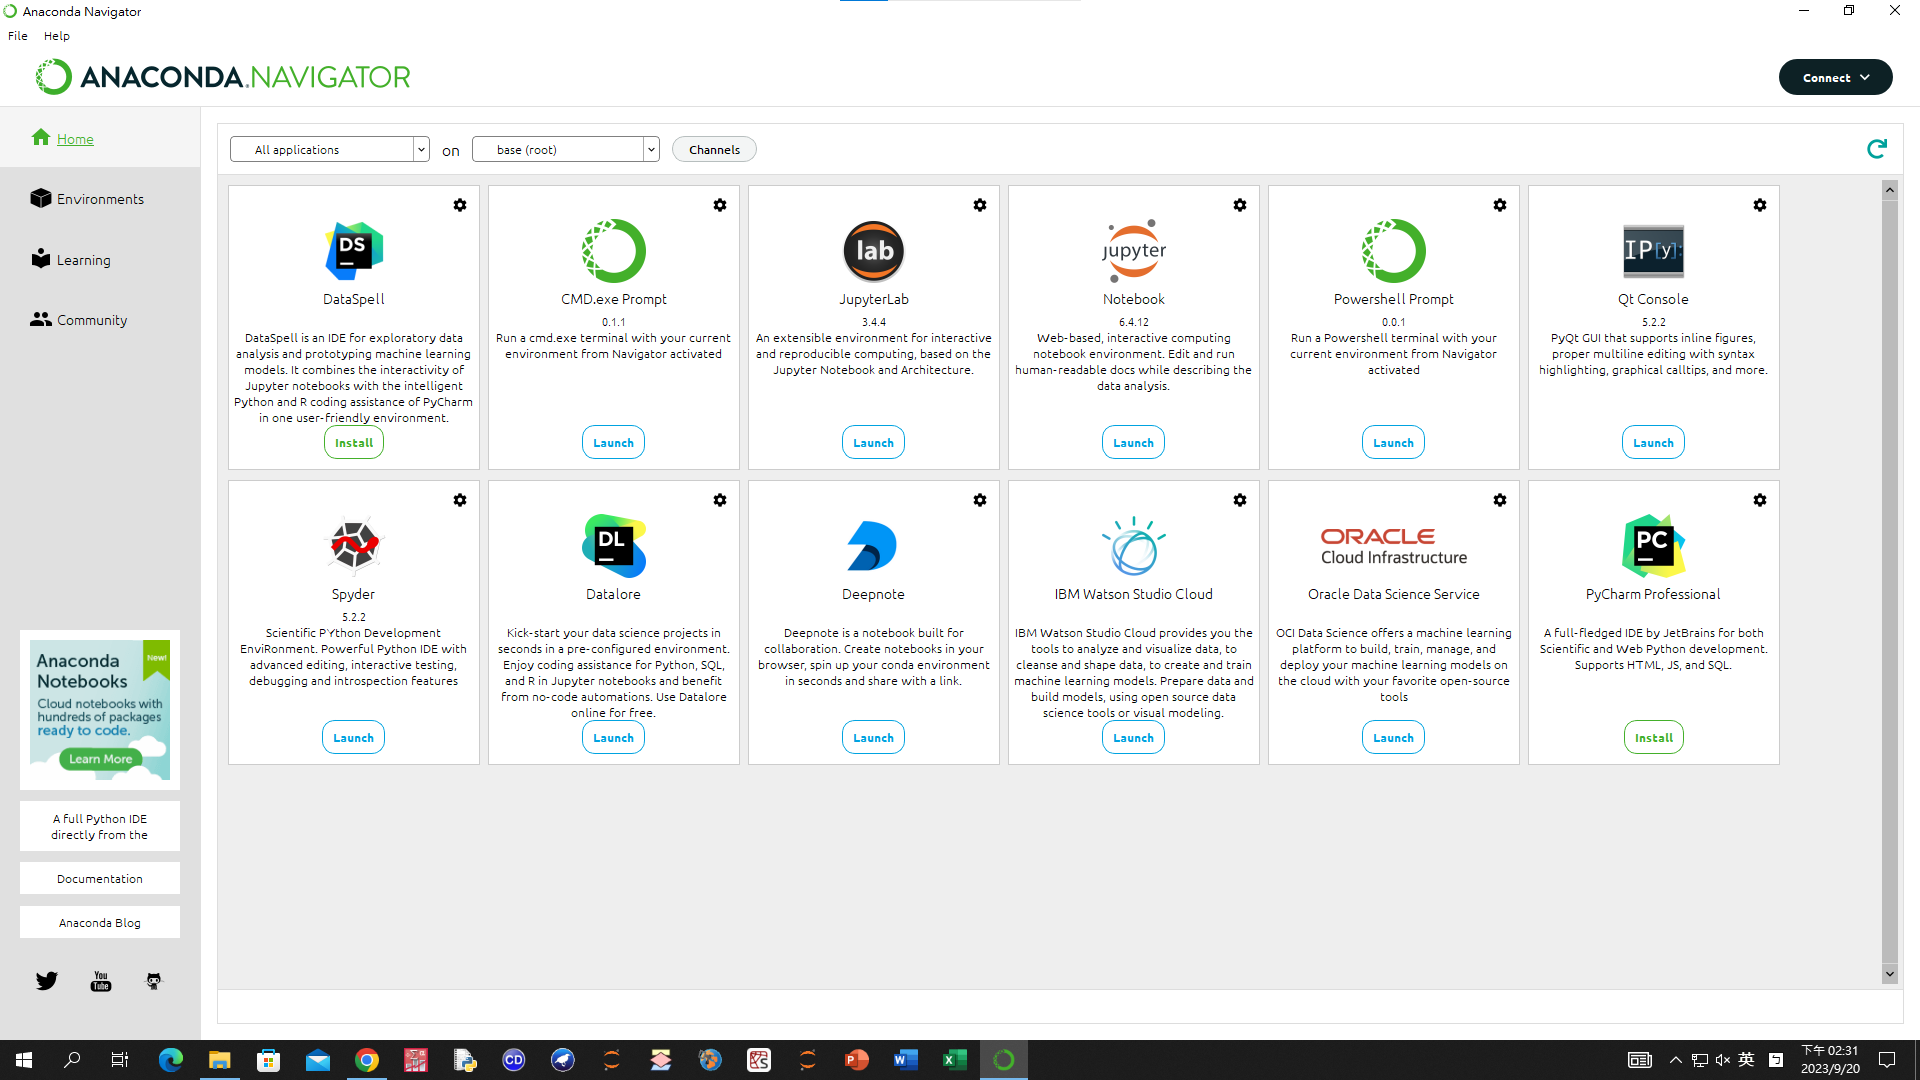 Anaconda Navigator
File Help
ANACONDA.NAVIGATOR
Connect
Home
Environments
Learning
Community
All applications on base (root) Channels
DS
DataSpell
DataSpell is an IDE for exploratory data
analysis and prototyping machine learning
models. It combines the interactivity of
Jupyter notebooks with the intelligent
Python and R coding assistance of PyCharm
in one user-friendly environment.
Install
CMD.exe Prompt
0.1.1
Run a cmd.exe terminal with your current
environment from Navigator activated
Launch
lab
JupyterLab
3.4.4
An extensible environment for interactive
and reproducible computing, based on the
Jupyter Notebook and Architecture.
Launch
jupyter
Notebook
6.4.12
Web-based, interactive computing
notebook environment. Edit and run
human-readable docs while describing the
data analysis.
Launch
Powershell Prompt
0.0.1
Run a Powershell terminal with your
current environment from Navigator
activated
Launch
IP[y]:
Qt Console
5.2.2
PyQt GUI that supports inline figures,
proper multiline editing with syntax
highlighting, graphical calltips, and more.
Launch
Spyder
5.2.2
Scientific PYthon Development
EnviRonment. Powerful Python IDE with
advanced editing, interactive testing,
debugging and introspection features
Launch
DL
Datalore
Kick-start your data science projects in
seconds in a pre-configured environment.
Enjoy coding assistance for Python, SQL,
and R in Jupyter notebooks and benefit
from no-code automations. Use Datalore
online for free.
Launch
Deepnote
Deepnote is a notebook built for
collaboration. Create notebooks in your
browser, spin up your conda environment
in seconds and share with a link.
Launch
IBM Watson Studio Cloud
IBM Watson Studio Cloud provides you the
tools to analyze and visualize data, to
cleanse and shape data, to create and train
machine learning models. Prepare data and
build models, using open source data
science tools or visual modeling.
Launch
ORACLE
Cloud Infrastructure
Oracle Data Science Service
OCI Data Science offers a machine learning
platform to build, train, manage, and
deploy your machine learning models on
the cloud with your favorite open-source
tools
Launch
PC
PyCharm Professional
A full-fledged IDE by JetBrains for both
Scientific and Web Python development.
Supports HTML, JS, and SQL.
Install
New!
Anaconda
Notebooks
Cloud notebooks with
hundreds of packages
ready to code.
Learn More
A full Python IDE
directly from the
Documentation
Anaconda Blog
You
Tube
CD
P
W
X
英
下午 02:31
2023/9/20